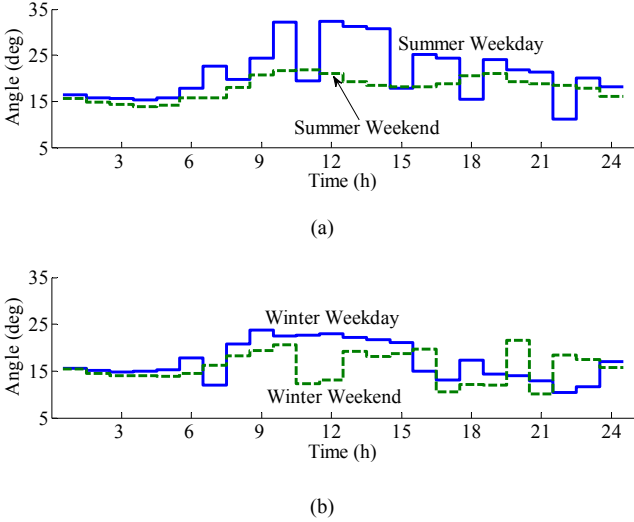 35
25
15
5
Angle (deg)
Summer Weekday
Summer Weekend
3 6 9 12 15 18 21 24
Time (h)
(a)
35
25
15
5
Angle (deg)
Winter Weekday
Winter Weekend
3 6 9 12 15 18 21 24
Time (h)
(b)